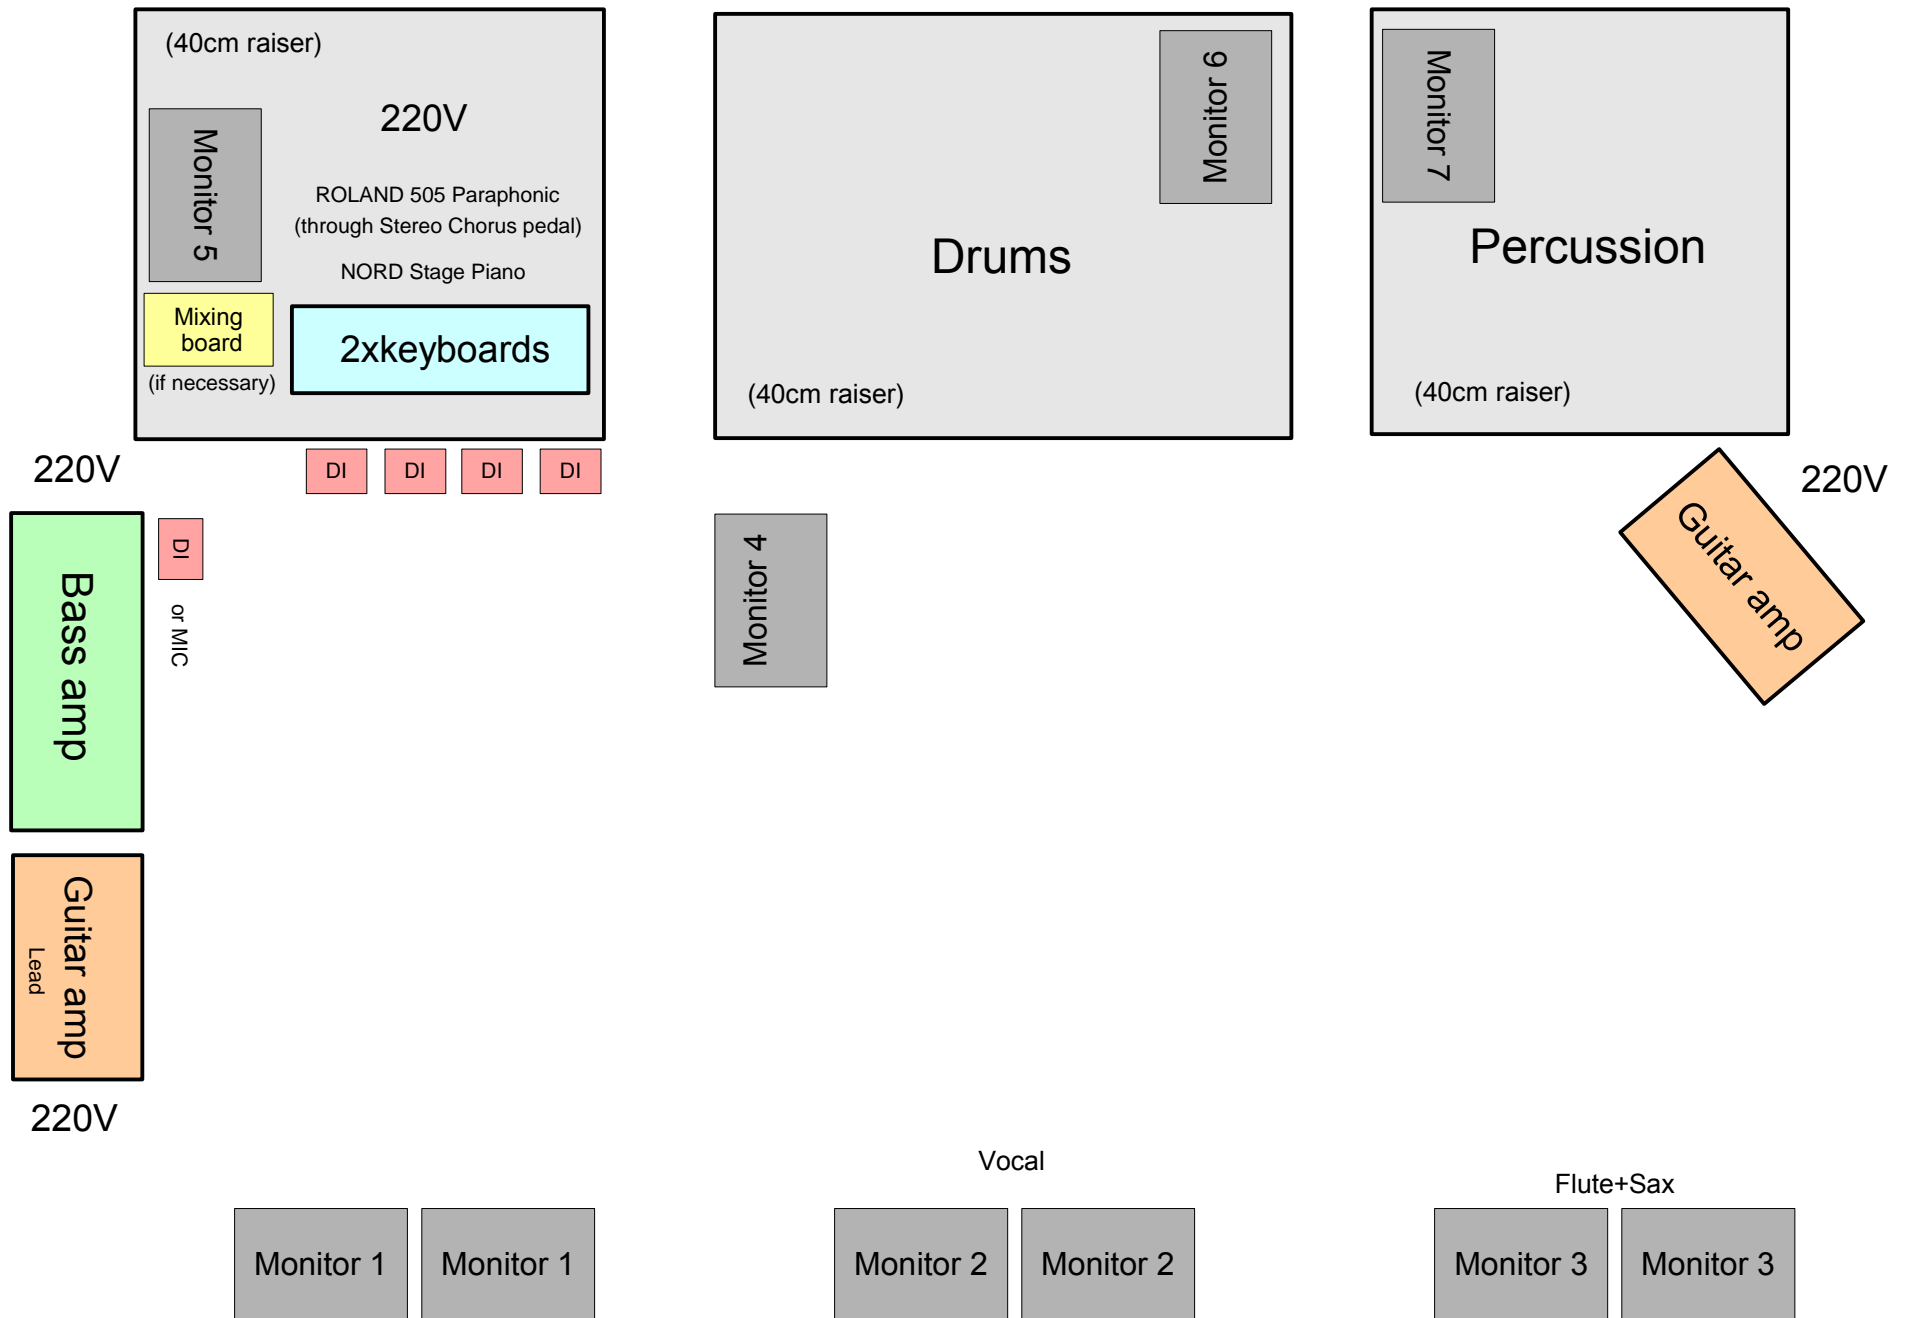 (40cm raiser)
220V
Monitor 5
ROLAND 505 Paraphonic
(through Stereo Chorus pedal)
NORD Stage Piano
Mixing
board
(if necessary)
2xkeyboards
Monitor 6
Drums
(40cm raiser)
Monitor 7
Percussion
(40cm raiser)
220V
DI
DI
DI
DI
220V
DI
or MIC
Bass amp
Monitor 4
Guitar amp
Guitar amp
Lead
220V
Vocal
Flute+Sax
Monitor 1
Monitor 1
Monitor 2
Monitor 2
Monitor 3
Monitor 3